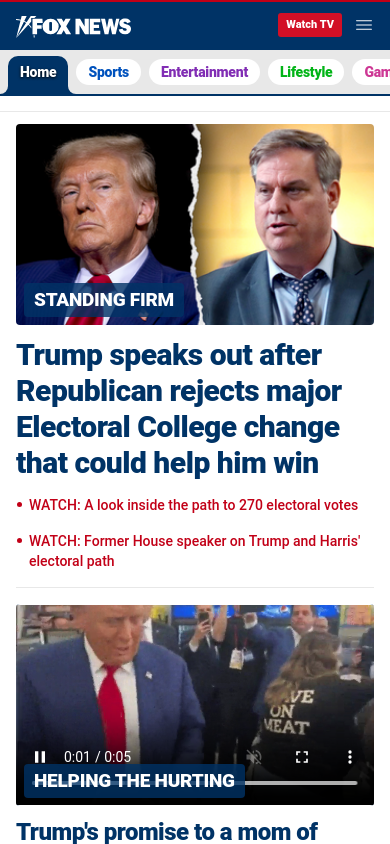 FOX NEWS
Watch TV
Home
Sports
Entertainment
Lifestyle
Gam
STANDING FIRM
Trump speaks out after
Republican rejects major
Electoral College change
that could help him win
• WATCH: A look inside the path to 270 electoral votes
• WATCH: Former House speaker on Trump and Harris'
electoral path
VE
ON
MEAT
0:01 / 0:05
HELPING THE HURTING
Trump's promise to a mom of